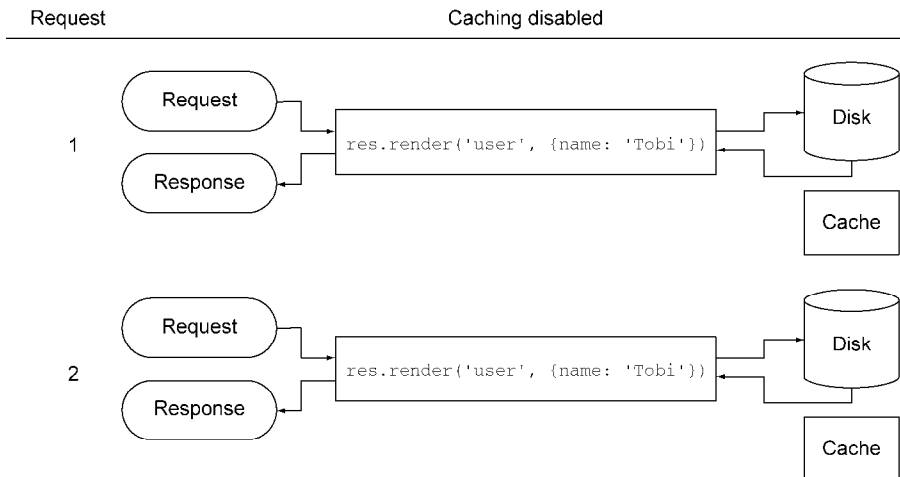 Request
Caching disabled
Request
1
res.render('user', {name: 'Tobi'})
Disk
Response
Cache
Request
2
res.render('user', {name: 'Tobi'})
Disk
Response
Cache